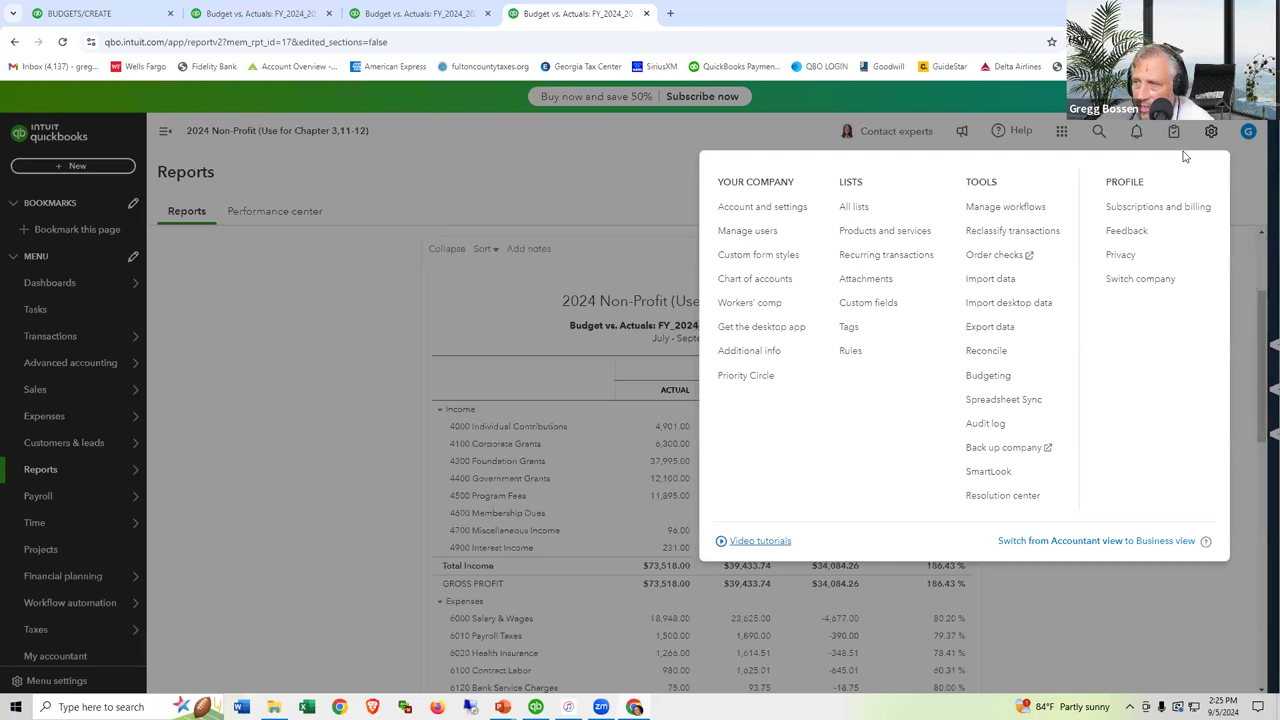 BUDGETS/CREATE
Budget vs. Actuals: FY_2024_20
Budget vs. Actuals: FY_2024_20
Budget vs. Actuals: FY_2024_20
qbo.intuit.com/app/reportv2?mem_rpt_id=17&edited_sections=false
Inbox (4,137) - greg...
Wells Fargo
Fidelity Bank
Account Overview -...
American Express
fultoncountytaxes.o...
Georgia Tax Center
SiriusXM
QuickBooks Paymen...
QBO LOGIN
Goodwill
GuideStar
Delta Airlines
Gregg Bossen
Buy now and save 50%
Subscribe now
INTUIT
quickbooks
2024 Non-Profit (Use for Chapter 3,11-12)
Contact experts
Help
G
+ New
Reports
Reports
Performance center
BOOKMARKS
Bookmark this page
MENU
Dashboards
Tasks
Transactions
Advanced accounting
Sales
Expenses
Customers & leads
Reports
Payroll
Time
Projects
Financial planning
Workflow automation
Taxes
My accountant
Menu settings
Collapse
Sort
Add notes
2024 Non-Profit (Use
Budget vs. Actuals: FY_2024_
July - Septe
ACTUAL
Income
4000 Individual Contributions 4,901.00
4100 Corporate Grants 6,300.00
4300 Foundation Grants 37,995.00
4400 Government Grants 12,100.00
4500 Program Fees 11,895.00
4600 Membership Dues
4700 Miscellaneous Income 96.00
4900 Interest Income 231.00
Total Income $73,518.00 $39,433.74 $34,084.26 186.43 %
GROSS PROFIT $73,518.00 $39,433.74 $34,084.26 186.43 %
Expenses
6000 Salary & Wages 18,948.00 23,625.00 -4,677.00 80.20 %
6010 Payroll Taxes 1,500.00 1,890.00 -390.00 79.37 %
6020 Health Insurance 1,266.00 1,614.51 -348.51 78.41 %
6100 Contract Labor 980.00 1,625.01 -645.01 60.31 %
6120 Bank Service Charges 75.00 93.75 -18.75 80.00 %
YOUR COMPANY
Account and settings
Manage users
Custom form styles
Chart of accounts
Workers' comp
Get the desktop app
Additional info
Priority Circle
LISTS
All lists
Products and services
Recurring transactions
Attachments
Custom fields
Tags
Rules
TOOLS
Manage workflows
Reclassify transactions
Order checks
Import data
Import desktop data
Export data
Reconcile
Budgeting
Spreadsheet Sync
Audit log
Back up company
SmartLook
Resolution center
PROFILE
Subscriptions and billing
Feedback
Privacy
Switch company
Video tutorials
Switch from Accountant view to Business view
Type here to search
84°F Partly sunny
2:25 PM
9/5/2024